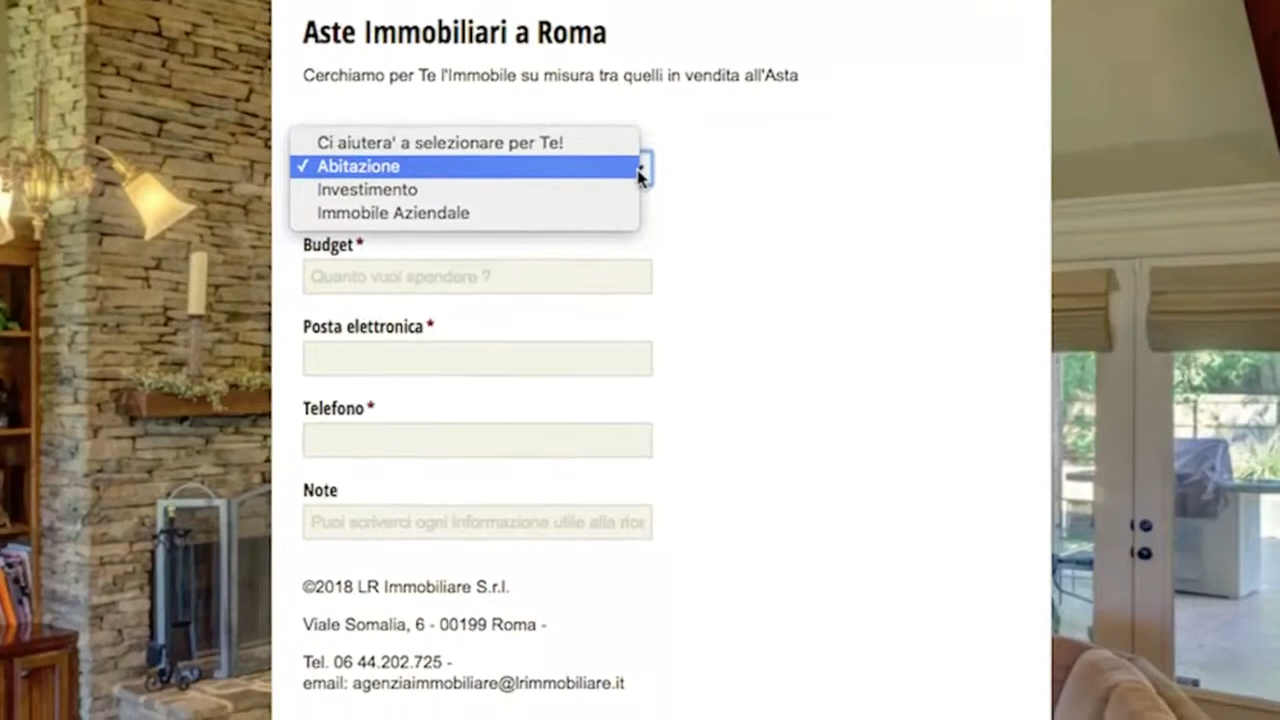 Aste Immobiliari a Roma
Cerchiamo per Te l'Immobile su misura tra quelli in vendita all'Asta
Ci aiutera' a selezionare per Te!
✓ Abitazione
Investimento
Immobile Aziendale
Budget*
Quanto vuoi spendere ?
Posta elettronica*
Telefono*
Note
Puoi scriverci ogni informazione utile alla rice
©2018 LR Immobiliare S.r.l.
Viale Somalia, 6 - 00199 Roma -
Tel. 06 44.202.725 -
email: agenziaimmobiliare@lrimmobiliare.it